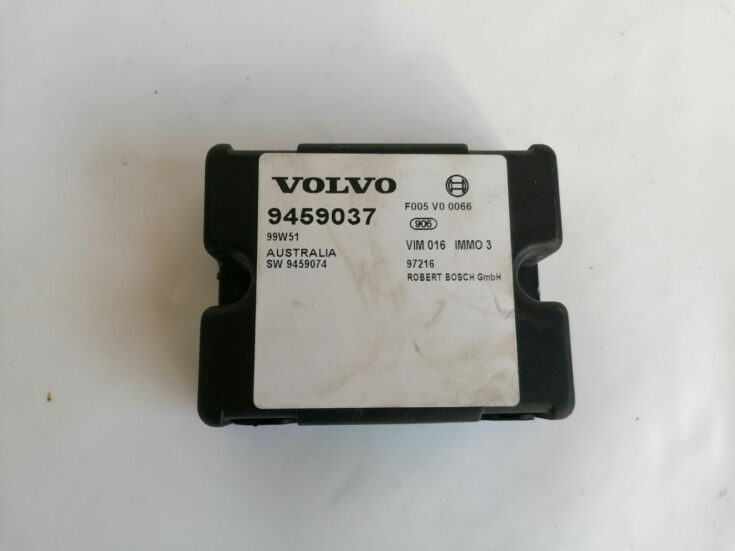 VOLVO
9459037
99W51
AUSTRALIA
SW 9459074
F005 V0 0066
906
VIM 016 IMMO 3
97216
ROBERT BOSCH GmbH